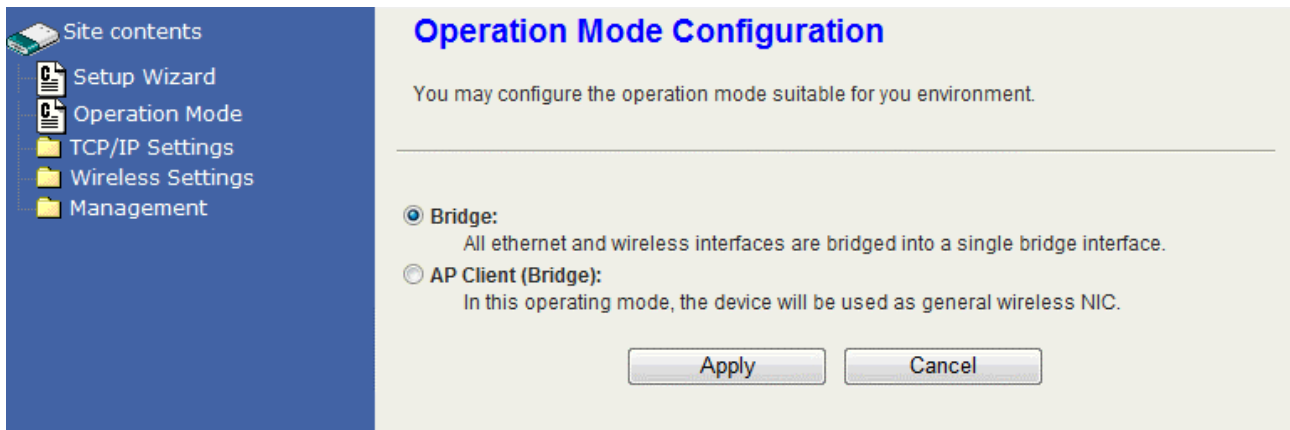 Site contents
Setup Wizard
Operation Mode
TCP/IP Settings
Wireless Settings
Management
Operation Mode Configuration
You may configure the operation mode suitable for you environment.
Bridge:
All ethernet and wireless interfaces are bridged into a single bridge interface.
AP Client (Bridge):
In this operating mode, the device will be used as general wireless NIC.
Apply Cancel